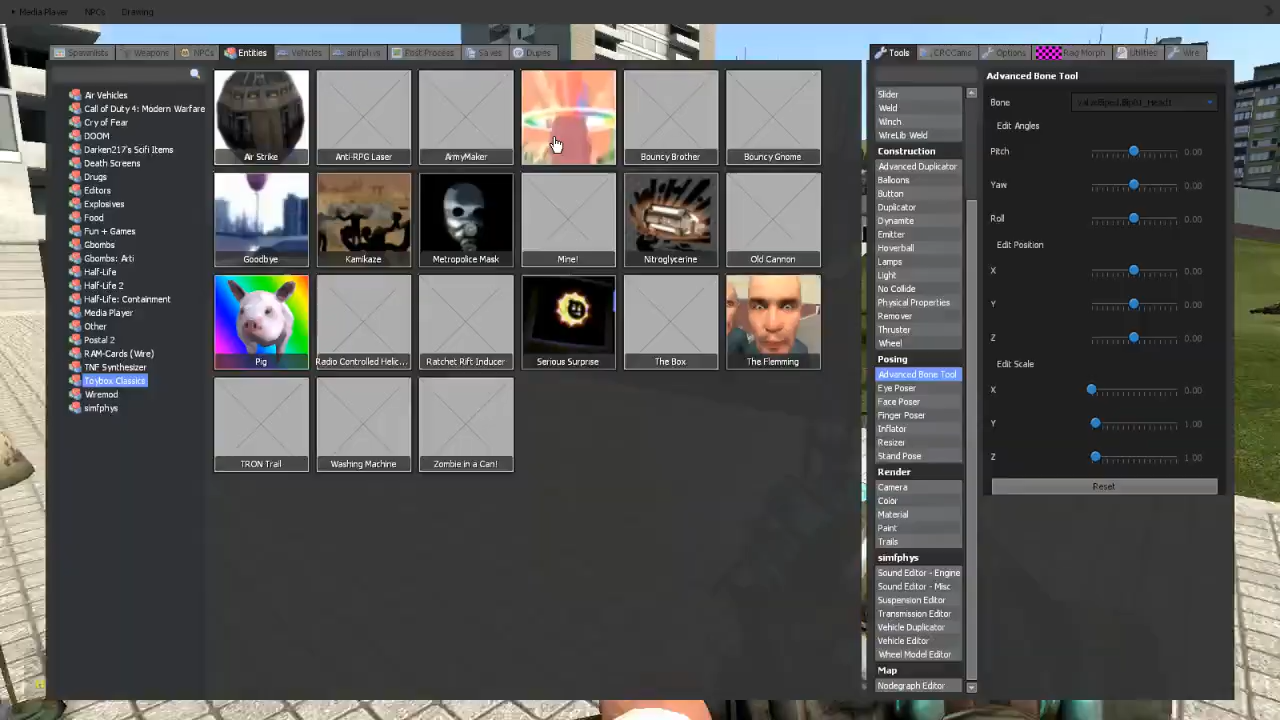 Media Player NPCs Drawing
Spawnlists Weapons NPCs Entities Vehicles simfphys Post Process Saves Dupes
Tools CPCCams Options Rag Morph Utilities Wire
Air Vehicles
Call of Duty 4: Modern Warfare
Cry of Fear
DOOM
Darken217's Scifi Items
Death Screens
Drugs
Editors
Explosives
Food
Fun + Games
Gbombs
Gbombs: Arti
Half-Life
Half-Life 2
Half-Life: Containment
Media Player
Other
Postal 2
RAM-Cards (Wire)
TNF Synthesizer
Toybox Classics
Wiremod
simfphys
Air Strike Anti-RPG Laser ArmyMaker Bouncy Brother Bouncy Gnome
Goodbye Kamikaze Metropolice Mask Mine! Nitroglycerine Old Cannon
Pig Radio Controlled Helic... Ratchet Rift Inducer Serious Surprise The Box The Flemming
TRON Trail Washing Machine Zombie in a Can!
Slider
Weld
Winch
WireLib Weld
Construction
Advanced Duplicator
Balloons
Button
Duplicator
Dynamite
Emitter
Hoverball
Lamps
Light
No Collide
Physical Properties
Remover
Thruster
Wheel
Posing
Advanced Bone Tool
Eye Poser
Face Poser
Finger Poser
Inflator
Resizer
Stand Pose
Render
Camera
Color
Material
Paint
Trails
simfphys
Sound Editor - Engine
Sound Editor - Misc
Suspension Editor
Transmission Editor
Vehicle Duplicator
Vehicle Editor
Wheel Model Editor
Map
Nodegraph Editor
Advanced Bone Tool
Bone
Edit Angles
Pitch 0.00
Yaw 0.00
Roll 0.00
Edit Position
X 0.00
Y 0.00
Z 0.00
Edit Scale
X 0.00
Y 1.00
Z 1.00
Reset